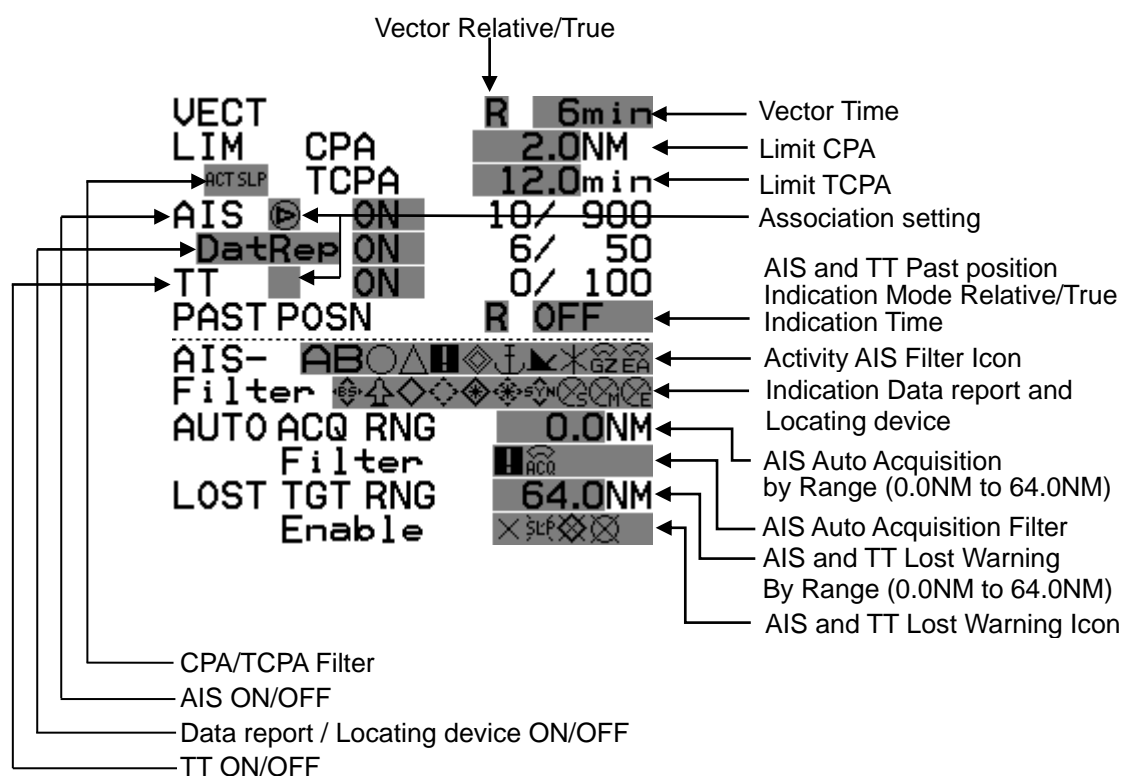 Vector Relative/True
VECT R 6min Vector Time
LIM CPA 2.0NM Limit CPA
ACT SLP TCPA 12.0min Limit TCPA
AIS ON 10/ 900 Association setting
DatRep ON 6/ 50
TT ON 0/ 100
AIS and TT Past position
Indication Mode Relative/True
PAST POSN R OFF Indication Time
AIS- AB GZ EA Activity AIS Filter Icon
Filter BS SYN S M E Indication Data report and
Locating device
AUTO ACQ RNG 0.0NM
Filter ! ACQ AIS Auto Acquisition
by Range (0.0NM to 64.0NM)
LOST TGT RNG 64.0NM
Enable SLP AIS Auto Acquisition Filter
AIS and TT Lost Warning
By Range (0.0NM to 64.0NM)
AIS and TT Lost Warning Icon
CPA/TCPA Filter
AIS ON/OFF
Data report / Locating device ON/OFF
TT ON/OFF